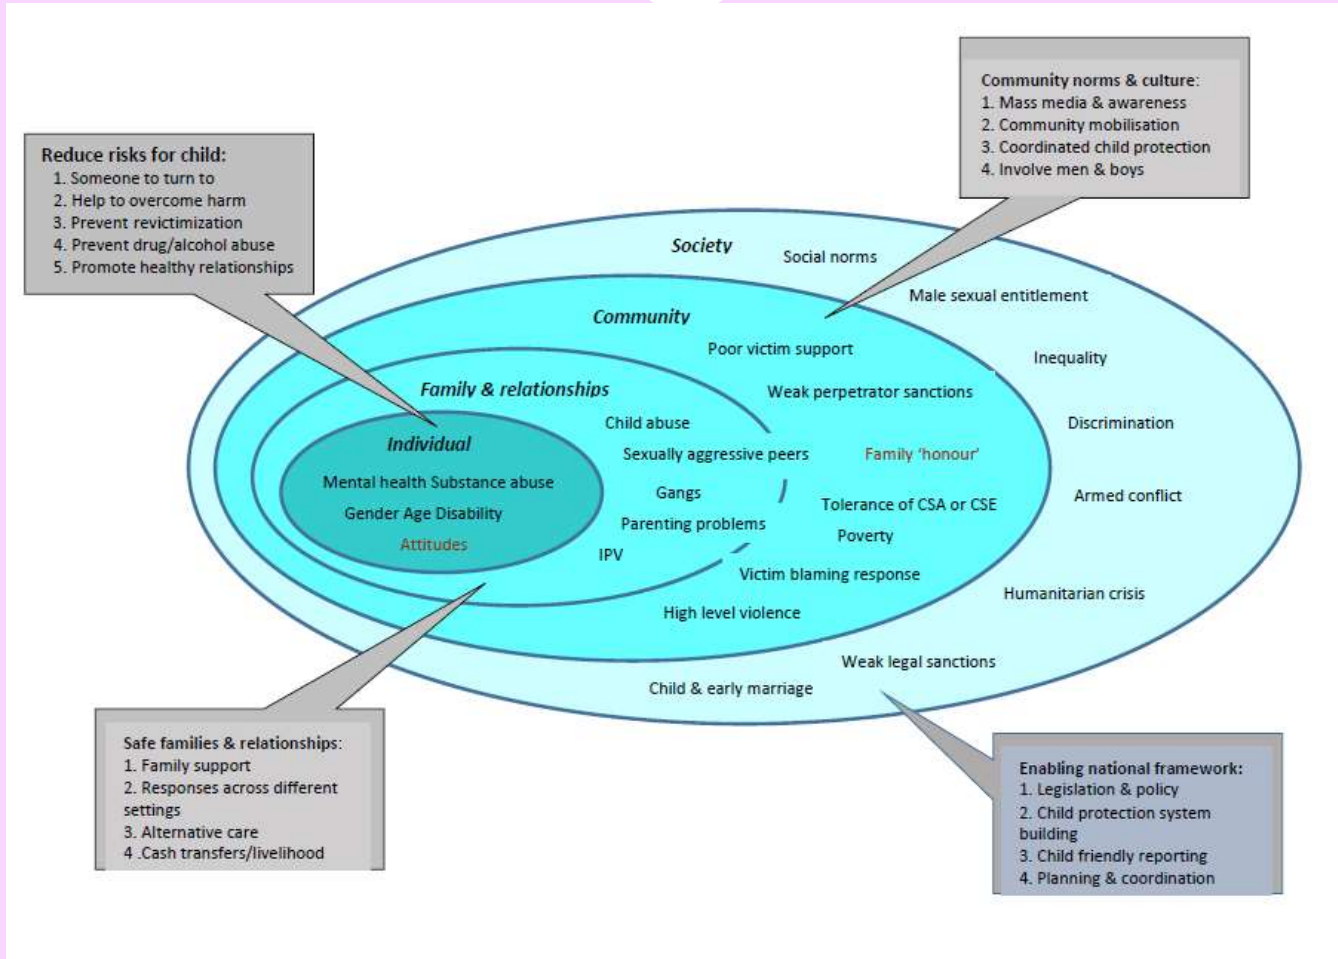 Community norms & culture:
1. Mass media & awareness
2. Community mobilisation
3. Coordinated child protection
4. Involve men & boys
Reduce risks for child:
1. Someone to turn to
2. Help to overcome harm
3. Prevent revictimization
4. Prevent drug/alcohol abuse
5. Promote healthy relationships
Society
Social norms
Male sexual entitlement
Inequality
Discrimination
Armed conflict
Humanitarian crisis
Weak legal sanctions
Child & early marriage
Community
Poor victim support
Weak perpetrator sanctions
Family ‘honour’
Tolerance of CSA or CSE
Poverty
Victim blaming response
High level violence
Family & relationships
Child abuse
Sexually aggressive peers
Gangs
Parenting problems
IPV
Individual
Mental health Substance abuse
Gender Age Disability
Attitudes
Safe families & relationships:
1. Family support
2. Responses across different
settings
3. Alternative care
4 .Cash transfers/livelihood
Enabling national framework:
1. Legislation & policy
2. Child protection system
building
3. Child friendly reporting
4. Planning & coordination